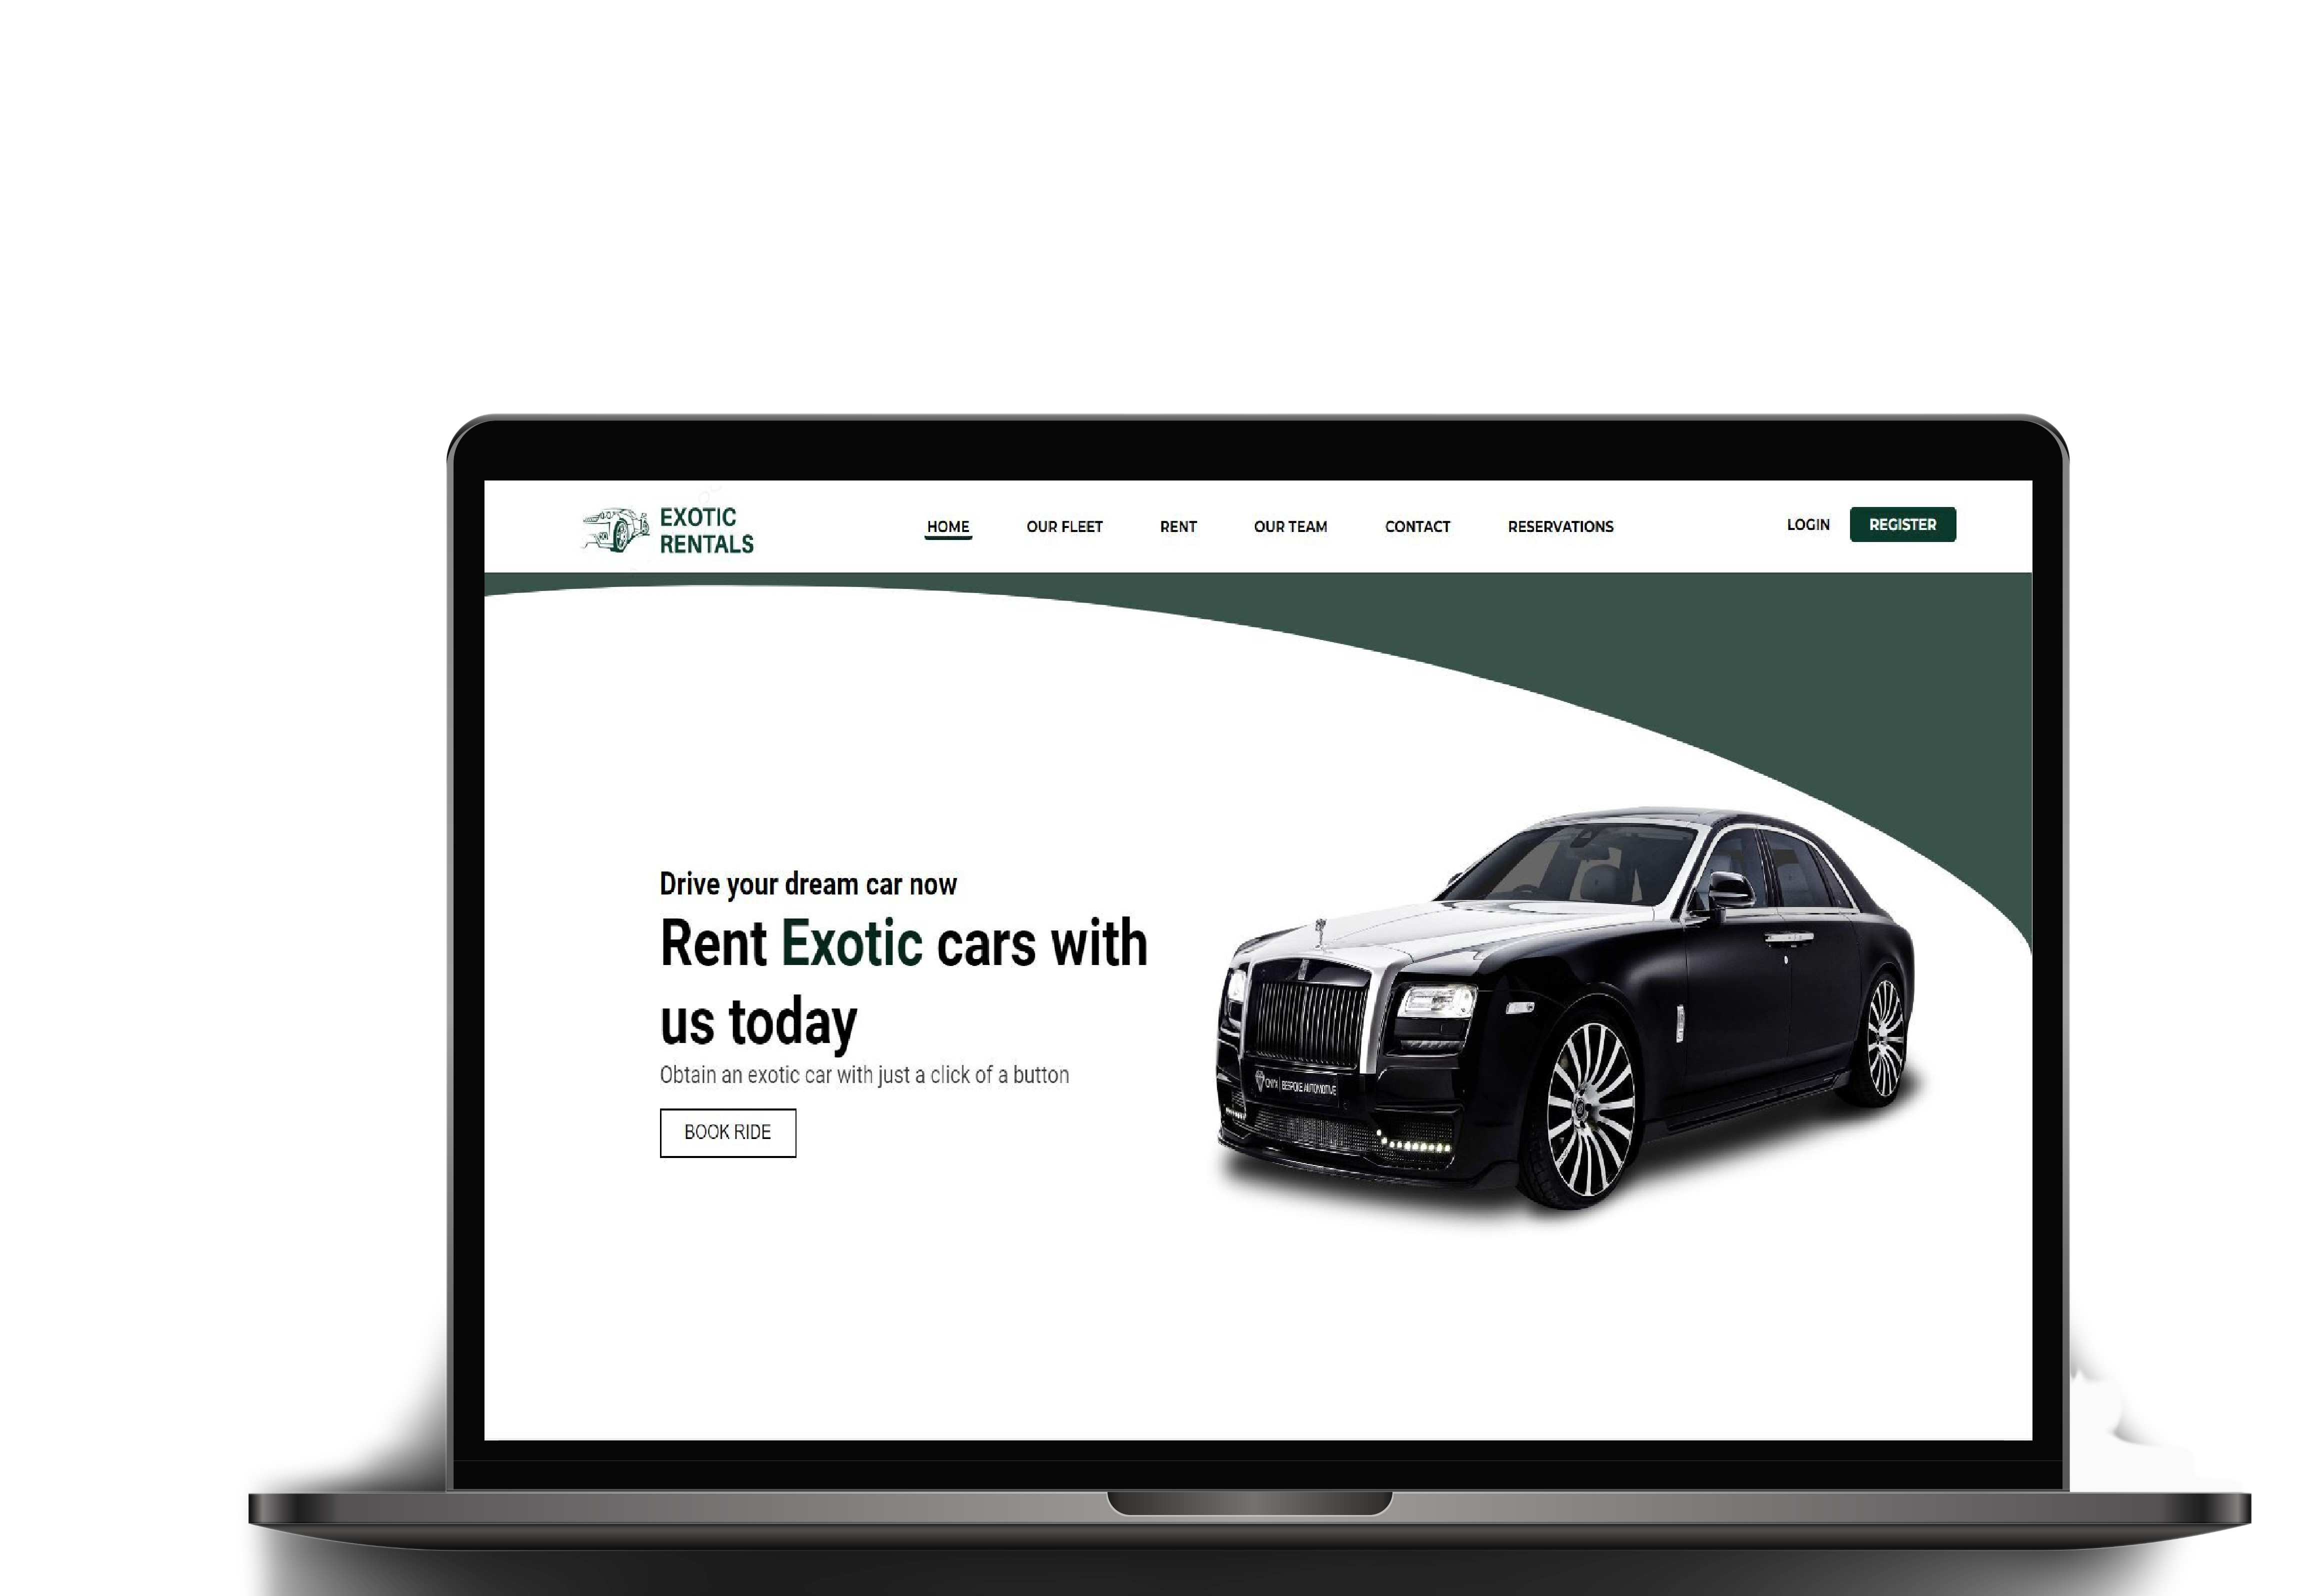 EXOTIC
RENTALS
HOME
OUR FLEET
RENT
OUR TEAM
CONTACT
RESERVATIONS
LOGIN
REGISTER
Drive your dream car now
Rent Exotic cars with
us today
Obtain an exotic car with just a click of a button
BOOK RIDE
ONYX | BESPOKE AUTOMOTIVE